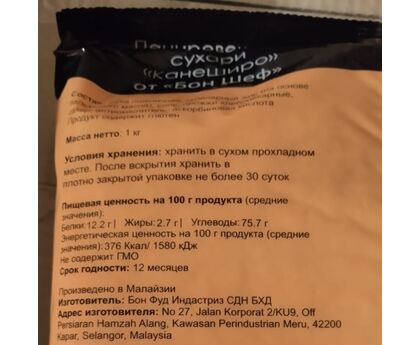 сухари
«Канеширо»
от «Бон Шеф»
Продукт содержит глютен
Масса нетто: 1 кг
Условия хранения: хранить в сухом прохладном
месте. После вскрытия хранить в
плотно закрытой упаковке не более 30 суток
Пищевая ценность на 100 г продукта (средние
значения):
Белки: 12.2 г | Жиры: 2.7 г | Углеводы: 75.7 г
Энергетическая ценность на 100 г продукта (средние
значения): 376 Ккал/ 1580 кДж
Не содержит ГМО
Срок годности: 12 месяцев
Произведено в Малайзии
Изготовитель: Бон Фуд Индастриз СДН БХД
Адрес изготовителя: No 27, Jalan Korporat 2/KU9, Off
Persiaran Hamzah Alang, Kawasan Perindustrian Meru, 42200
Kapar, Selangor, Malaysia